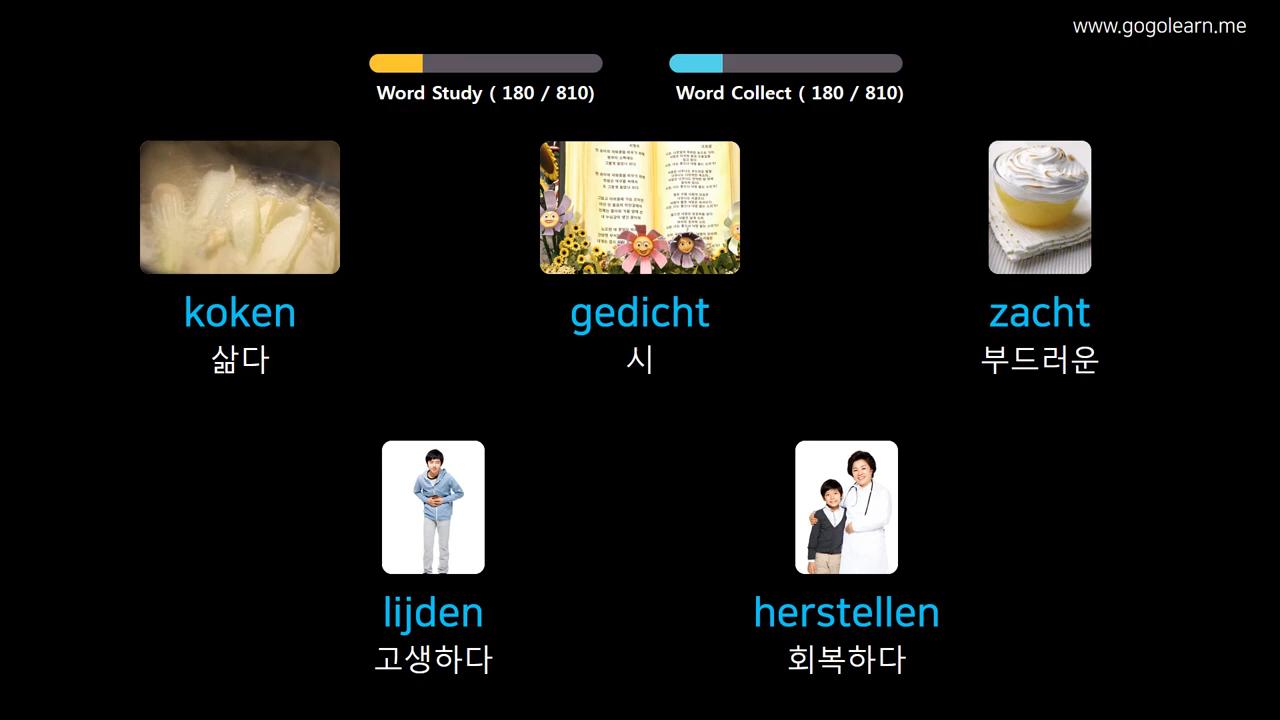 www.gogolearn.me
Word Study ( 180 / 810)
Word Collect ( 180 / 810)
koken
삶다
gedicht
시
zacht
부드러운
lijden
고생하다
herstellen
회복하다